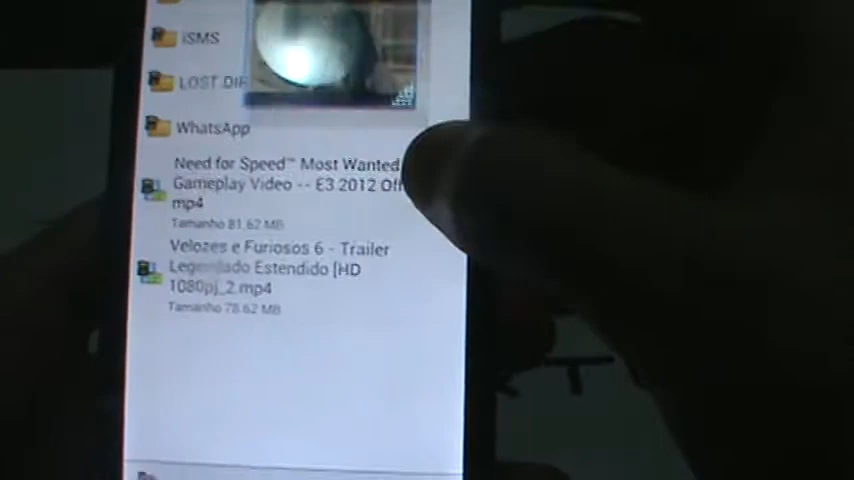 iSMS
LOST.DIR
WhatsApp
Need for Speed™ Most Wanted
Gameplay Video -- E3 2012 Off
mp4
Tamanho 81.62 MB
Velozes e Furiosos 6 - Trailer
Legendado Estendido [HD
1080p]_2.mp4
Tamanho 78.62 MB